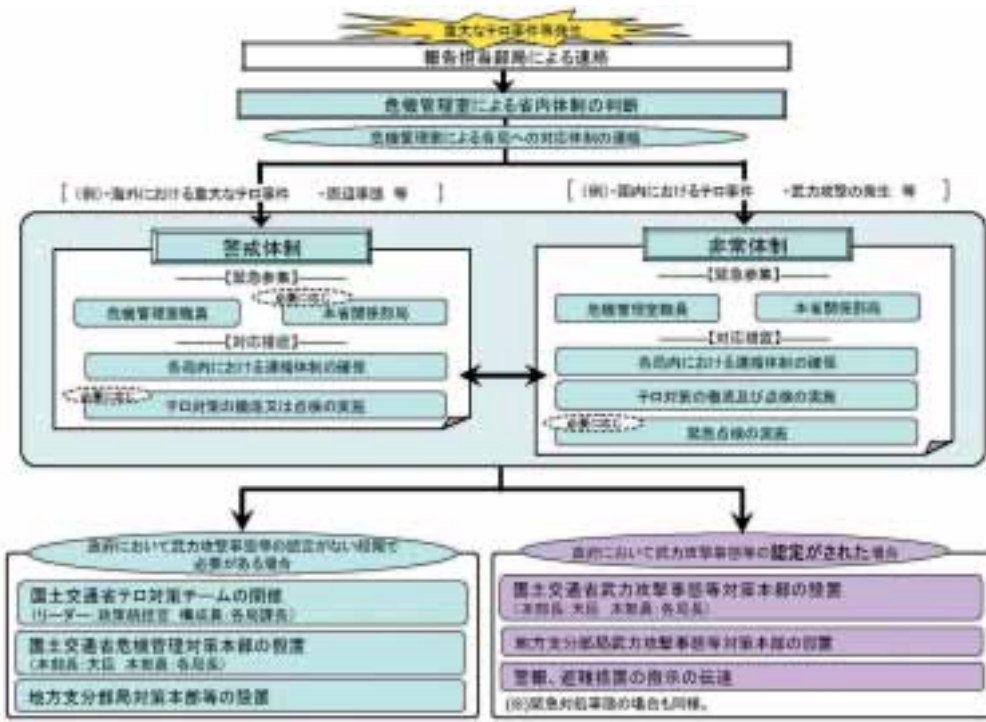 重大なテロ事件等発生
報告担当部局による連絡
危機管理室による省内体制の判断
危機管理室による各局への対応体制の連絡
[ (例)・海外における重大なテロ事件 ・周辺事態 等 ]
[ (例)・国内におけるテロ事件 ・武力攻撃の発生 等 ]
警戒体制
【緊急参集】
必要に応じ
危機管理室職員
本省関係部局
【対応措置】
各局内における連絡体制の確保
必要に応じ
テロ対策の徹底又は点検の実施
非常体制
【緊急参集】
危機管理室職員
本省関係部局
【対応措置】
各局内における連絡体制の確保
テロ対策の徹底及び点検の実施
必要に応じ
緊急点検の実施
政府において武力攻撃事態等の認定がない段階で
必要がある場合
国土交通省テロ対策チームの開催
(リーダー 政策統括官 構成員 各局課長)
国土交通省危機管理対策本部の設置
(本部長 大臣 本部員 各局長)
地方支分部局対策本部等の設置
政府において武力攻撃事態等の認定がされた場合
国土交通省武力攻撃事態等対策本部の設置
(本部長 大臣 本部員 各局長)
地方支分部局武力攻撃事態等対策本部の設置
警報、避難措置の指示の伝達
(※)緊急対処事態の場合も同様。